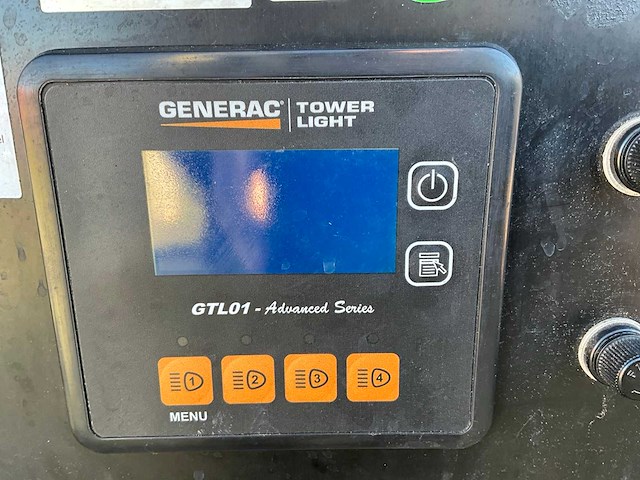 GENERAC
TOWER
LIGHT
GTL01 - Advanced Series
1 2 3 4
MENU